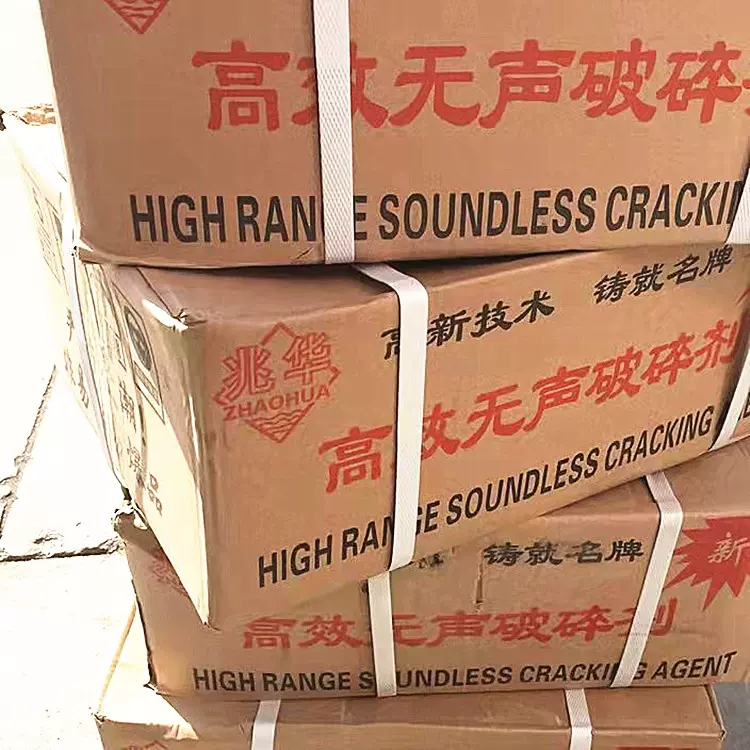 高效无声破碎
HIGH RANGE SOUNDLESS
高新技术 铸就名牌
兆华
ZHAOHUA
高效无声破碎剂
HIGH RANGE SOUNDLESS CRACKING
铸就名牌
新
高效无声破碎剂
HIGH RANGE SOUNDLESS CRACKING AGENT